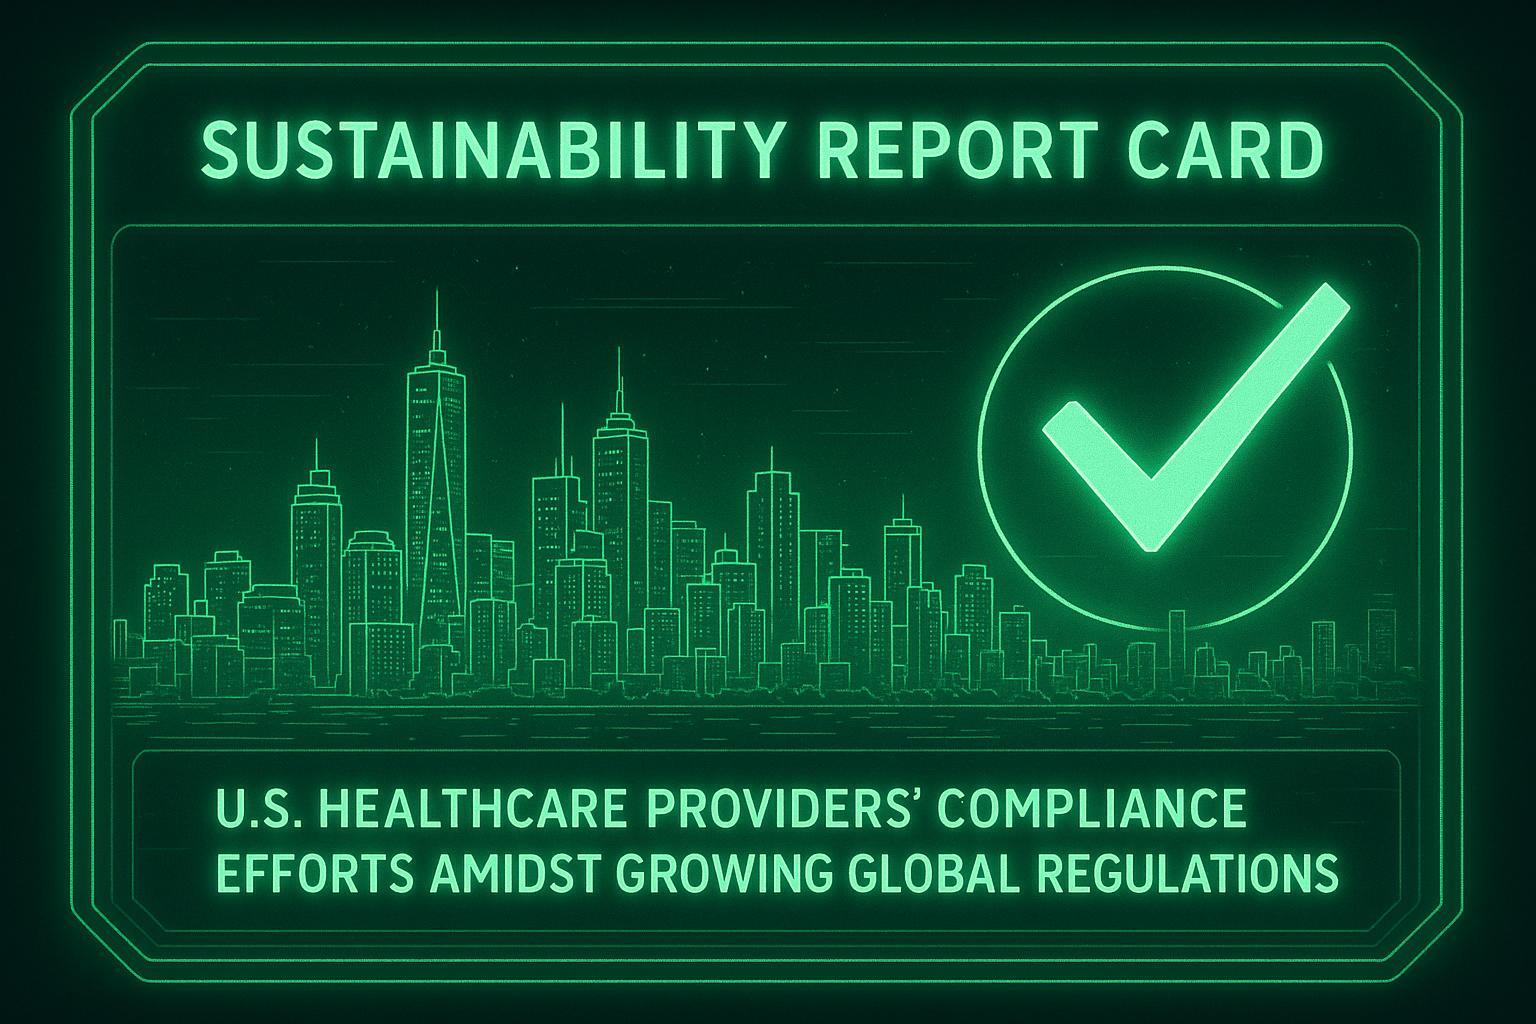 SUSTAINABILITY REPORT CARD
U.S. HEALTHCARE PROVIDERS’ COMPLIANCE
EFFORTS AMIDST GROWING GLOBAL REGULATIONS